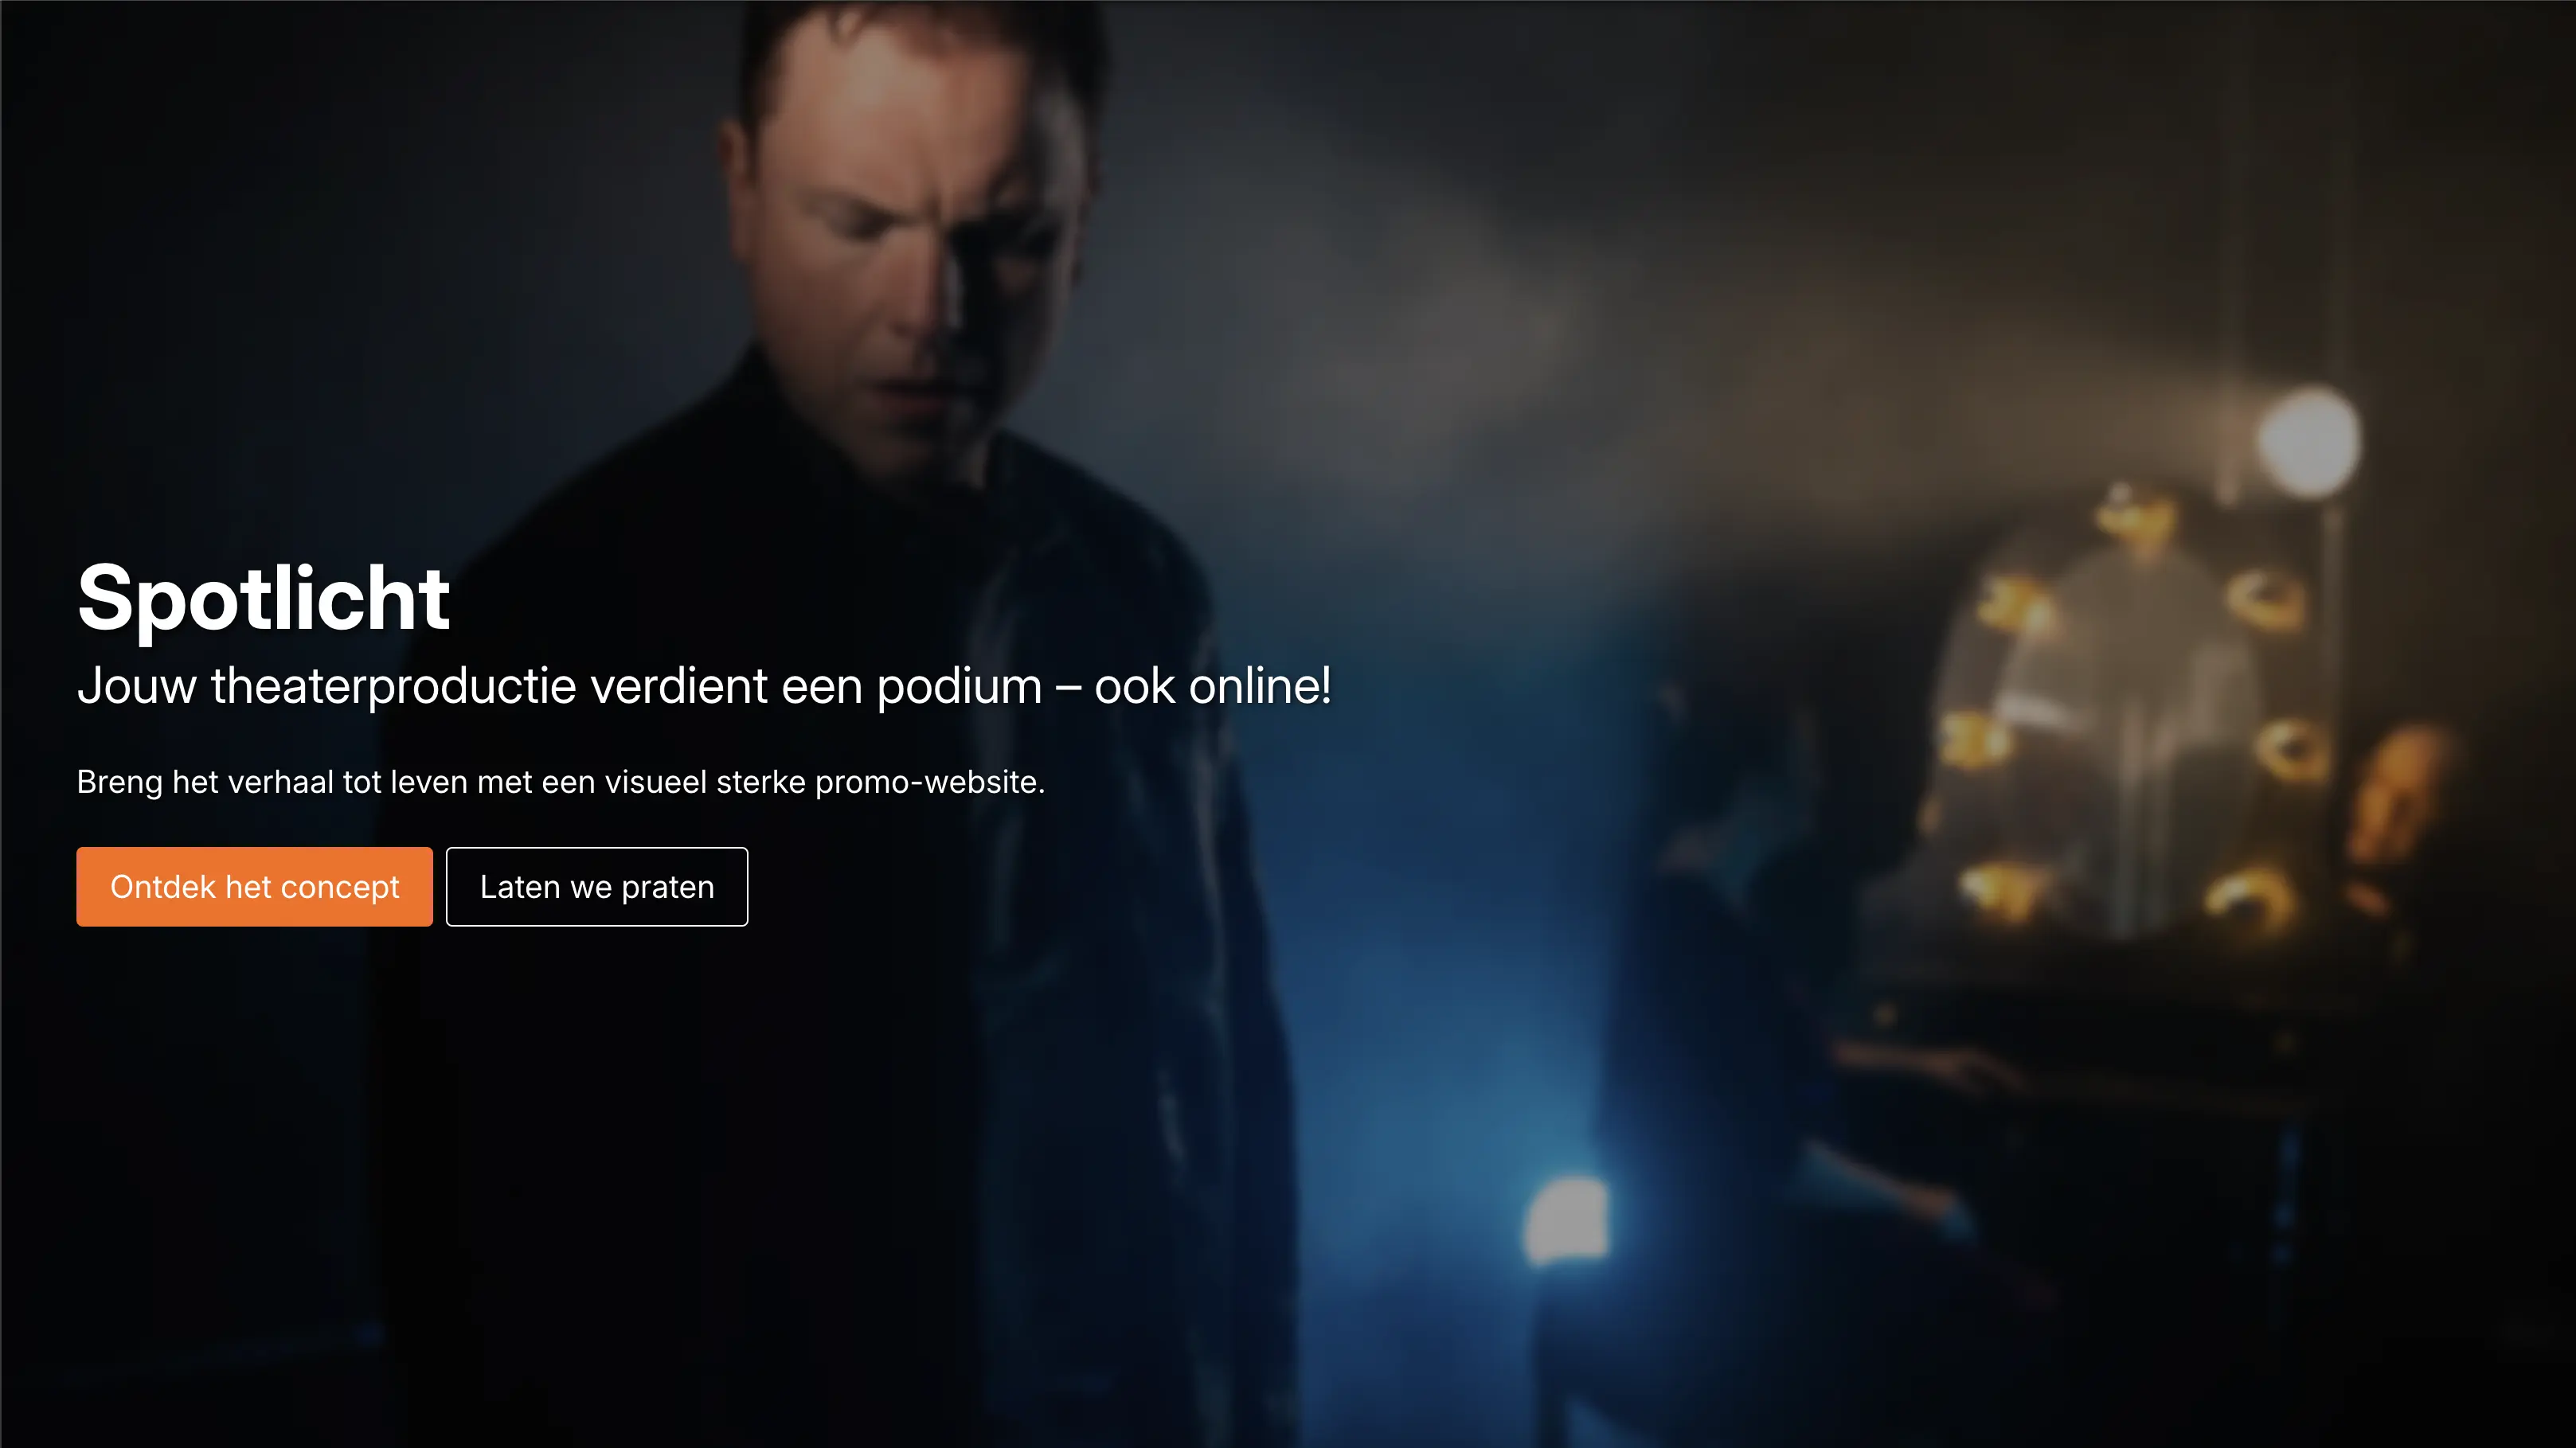 Spotlicht
Jouw theaterproductie verdient een podium – ook online!
Breng het verhaal tot leven met een visueel sterke promo-website.
Ontdek het concept
Laten we praten